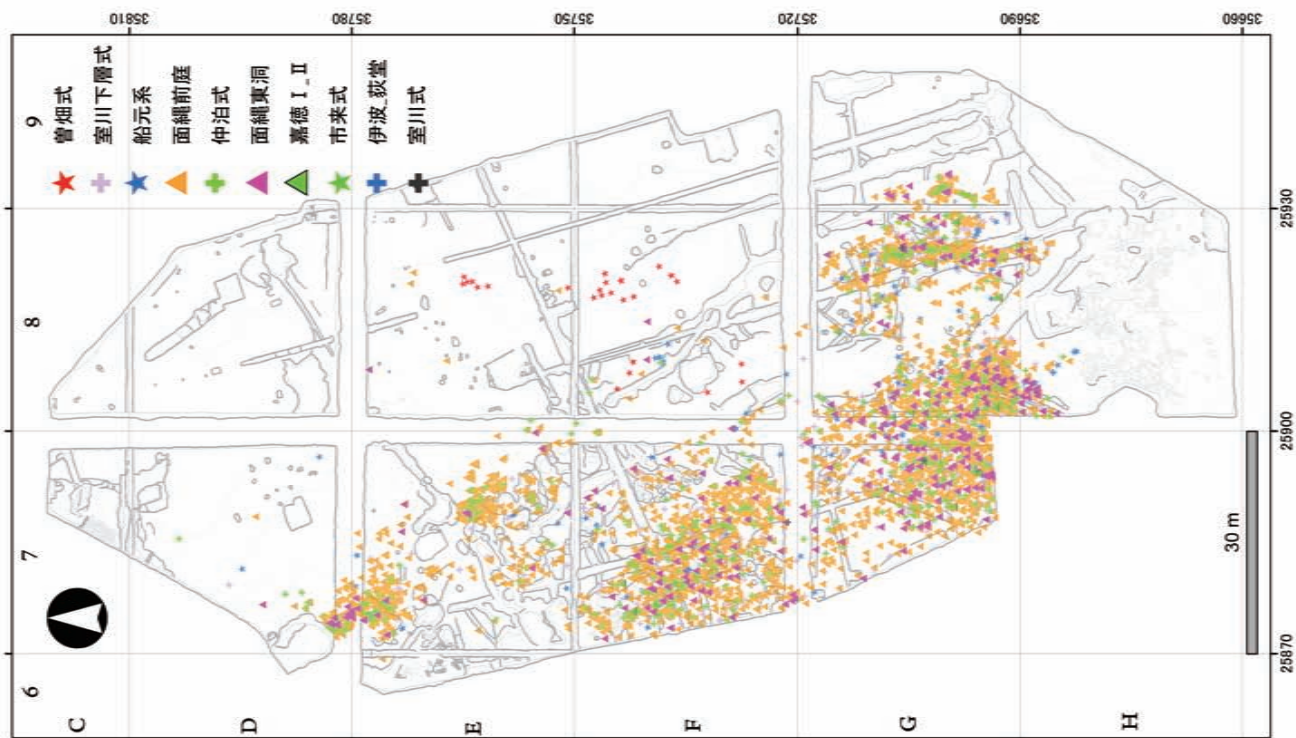 35810
35780
35750
35720
35690
35660
9
8
7
6
曽畑式
室川下層式
船元系
面縄前庭
仲泊式
面縄東洞
嘉徳Ⅰ_Ⅱ
市来式
伊波_荻堂
室川式
25930
25900
25870
30 m
C
D
E
F
G
H